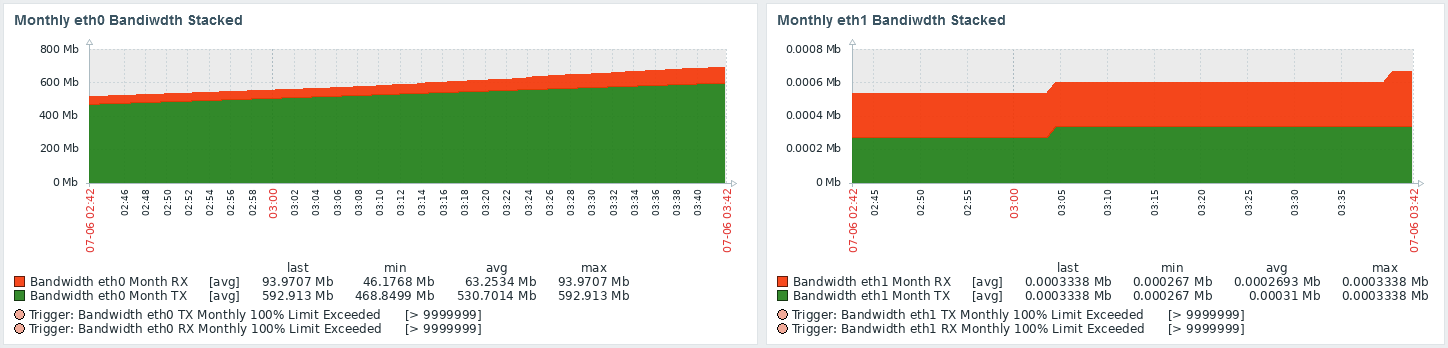 Monthly eth0 Bandiwdth Stacked
800 Mb
600 Mb
400 Mb
200 Mb
0 Mb
07-06 02:42
02:46
02:48
02:50
02:52
02:54
02:56
02:58
03:00
03:02
03:04
03:06
03:08
03:10
03:12
03:14
03:16
03:18
03:20
03:22
03:24
03:26
03:28
03:30
03:32
03:34
03:36
03:38
03:40
07-06 03:42
last min avg max
Bandwidth eth0 Month RX [avg] 93.9707 Mb 46.1768 Mb 63.2534 Mb 93.9707 Mb
Bandwidth eth0 Month TX [avg] 592.913 Mb 468.8499 Mb 530.7014 Mb 592.913 Mb
Trigger: Bandwidth eth0 TX Monthly 100% Limit Exceeded [> 9999999]
Trigger: Bandwidth eth0 RX Monthly 100% Limit Exceeded [> 9999999]
Monthly eth1 Bandiwdth Stacked
0.0008 Mb
0.0006 Mb
0.0004 Mb
0.0002 Mb
0 Mb
07-06 02:42
02:45
02:50
02:55
03:00
03:05
03:10
03:15
03:20
03:25
03:30
03:35
07-06 03:42
last min avg max
Bandwidth eth1 Month RX [avg] 0.0003338 Mb 0.000267 Mb 0.0002693 Mb 0.0003338 Mb
Bandwidth eth1 Month TX [avg] 0.0003338 Mb 0.000267 Mb 0.00031 Mb 0.0003338 Mb
Trigger: Bandwidth eth1 TX Monthly 100% Limit Exceeded [> 9999999]
Trigger: Bandwidth eth1 RX Monthly 100% Limit Exceeded [> 9999999]